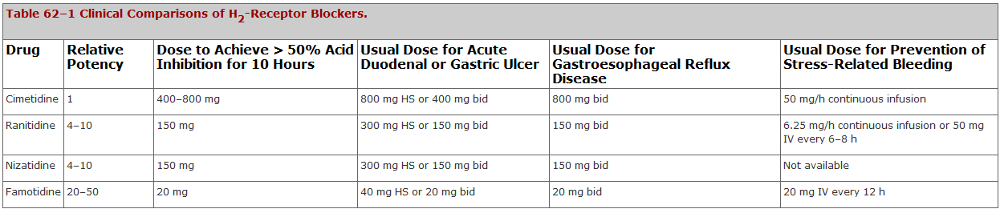 Table 62–1 Clinical Comparisons of H2-Receptor Blockers.
Drug
Relative
Potency
Dose to Achieve > 50% Acid
Inhibition for 10 Hours
Usual Dose for Acute
Duodenal or Gastric Ulcer
Usual Dose for
Gastroesophageal Reflux
Disease
Usual Dose for Prevention of
Stress-Related Bleeding
Cimetidine 1 400–800 mg 800 mg HS or 400 mg bid 800 mg bid 50 mg/h continuous infusion
Ranitidine 4–10 150 mg 300 mg HS or 150 mg bid 150 mg bid 6.25 mg/h continuous infusion or 50 mg
IV every 6–8 h
Nizatidine 4–10 150 mg 300 mg HS or 150 mg bid 150 mg bid Not available
Famotidine 20–50 20 mg 40 mg HS or 20 mg bid 20 mg bid 20 mg IV every 12 h